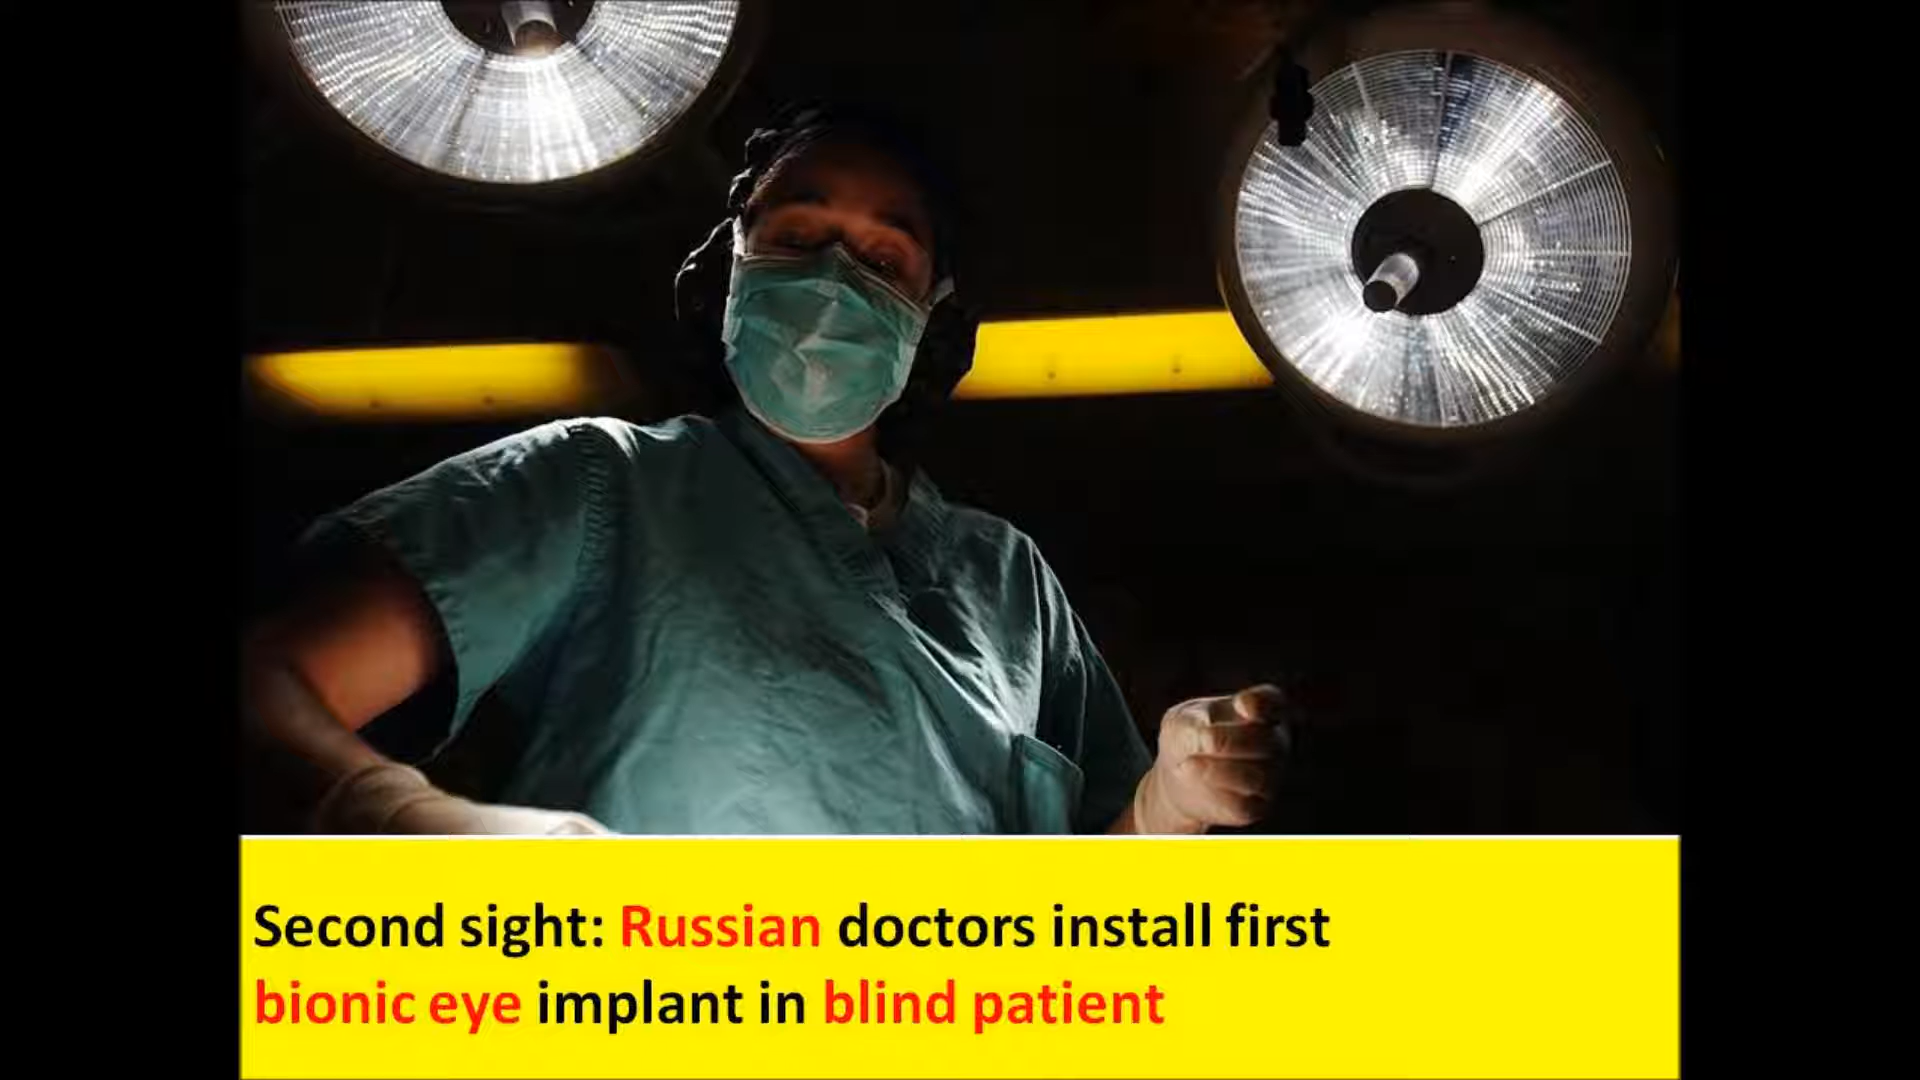 Second sight: Russian doctors install first
bionic eye implant in blind patient